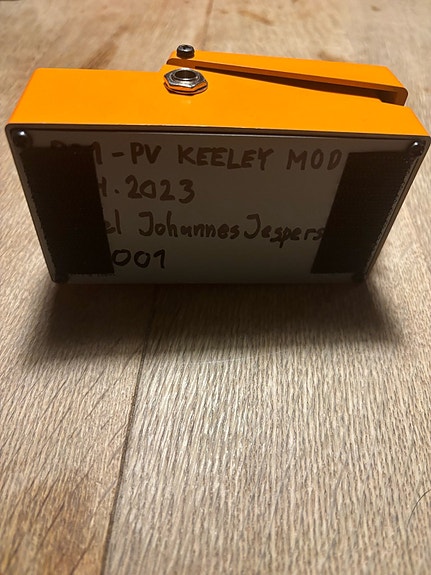 -PV KEELEY MOD
.2023
Johannes Jespers
001